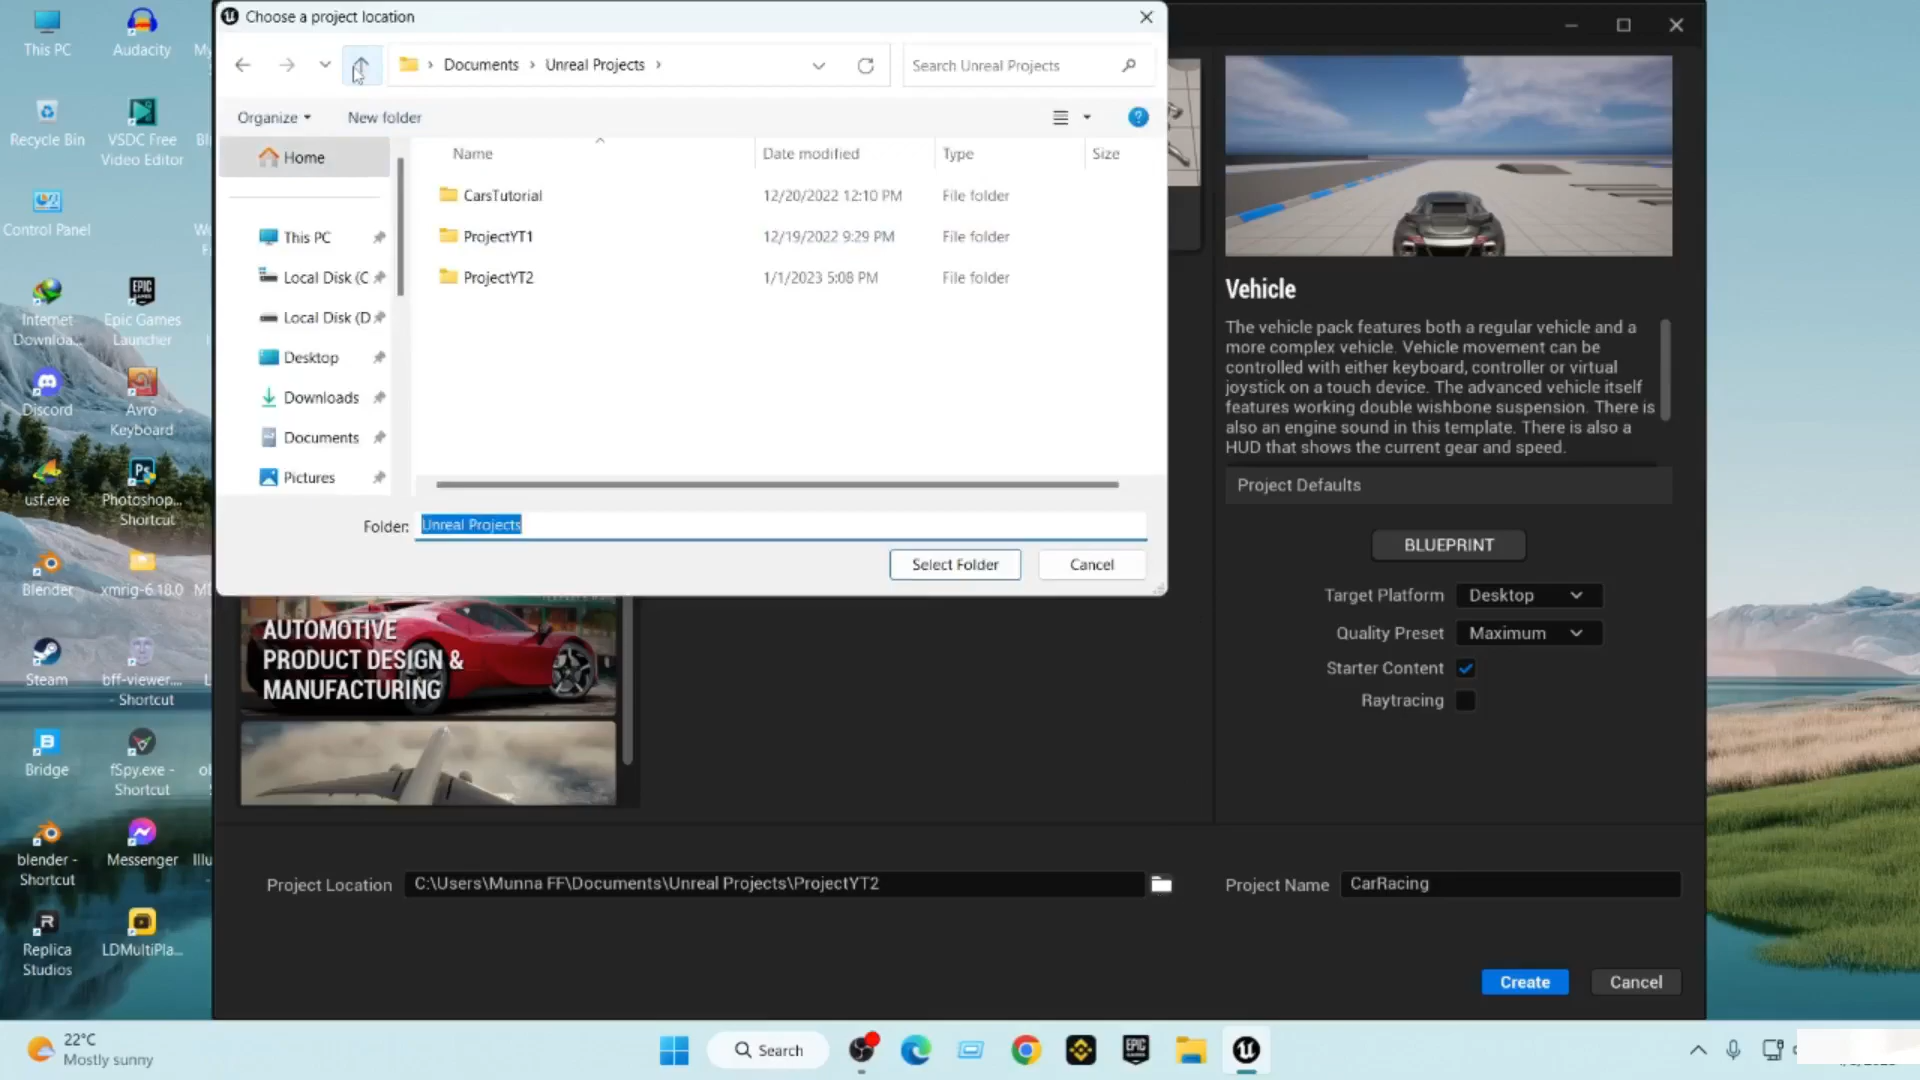 This PC
Audacity
My
Recycle Bin
VSDC Free
Video Editor
Control Panel
Internet
Downloa...
Epic Games
Launcher
Discord
Avro
Keyboard
usf.exe
Photoshop...
Shortcut
Blender
xmrig-6.18.0
Steam
bff-viewer....
- Shortcut
Bridge
fSpy.exe -
Shortcut
blender -
Shortcut
Messenger
Illu
Replica
Studios
LDMultiPla...
Choose a project location
Documents
Unreal Projects
Search Unreal Projects
Organize
New folder
Name
Date modified
Type
Size
Home
CarsTutorial
12/20/2022 12:10 PM
File folder
This PC
ProjectYT1
12/19/2022 9:29 PM
File folder
Local Disk (C
ProjectYT2
1/1/2023 5:08 PM
File folder
Local Disk (D
Desktop
Downloads
Documents
Pictures
Folder:
Unreal Projects
Select Folder
Cancel
AUTOMOTIVE
PRODUCT DESIGN &
MANUFACTURING
Vehicle
The vehicle pack features both a regular vehicle and a
more complex vehicle. Vehicle movement can be
controlled with either keyboard, controller or virtual
joystick on a touch device. The advanced vehicle itself
features working double wishbone suspension. There is
also an engine sound in this template. There is also a
HUD that shows the current gear and speed.
Project Defaults
BLUEPRINT
Target Platform
Desktop
Quality Preset
Maximum
Starter Content
Raytracing
Project Location
C:\Users\Munna FF\Documents\Unreal Projects\ProjectYT2
Project Name
CarRacing
Create
Cancel
22°C
Mostly sunny
Search